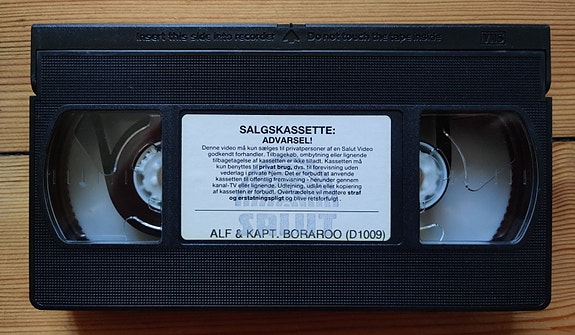 Insert this side into recorder Do not touch the tape inside VHS
SALGSKASSETTE:
ADVARSEL!
Denne video må kun sælges til privatpersoner af en Salut Video
godkendt forhandler. Tilbagekøb, ombytning eller lignende
tilbagetagelse af kassetten er ikke tilladt. Kassetten må
kun benyttes til privat brug, dvs. til forevisning uden
vederlag i private hjem. Det er forbudt at anvende
kassetten til offentlig fremvisning - herunder gennem
kanal-TV eller lignende. Udlejning, udlån eller kopiering
af kassetten er forbudt. Overtrædelse vil medføre straf
og erstatningspligt og blive retsforfulgt.
SALUT
ALF & KAPT. BORAROO (D1009)